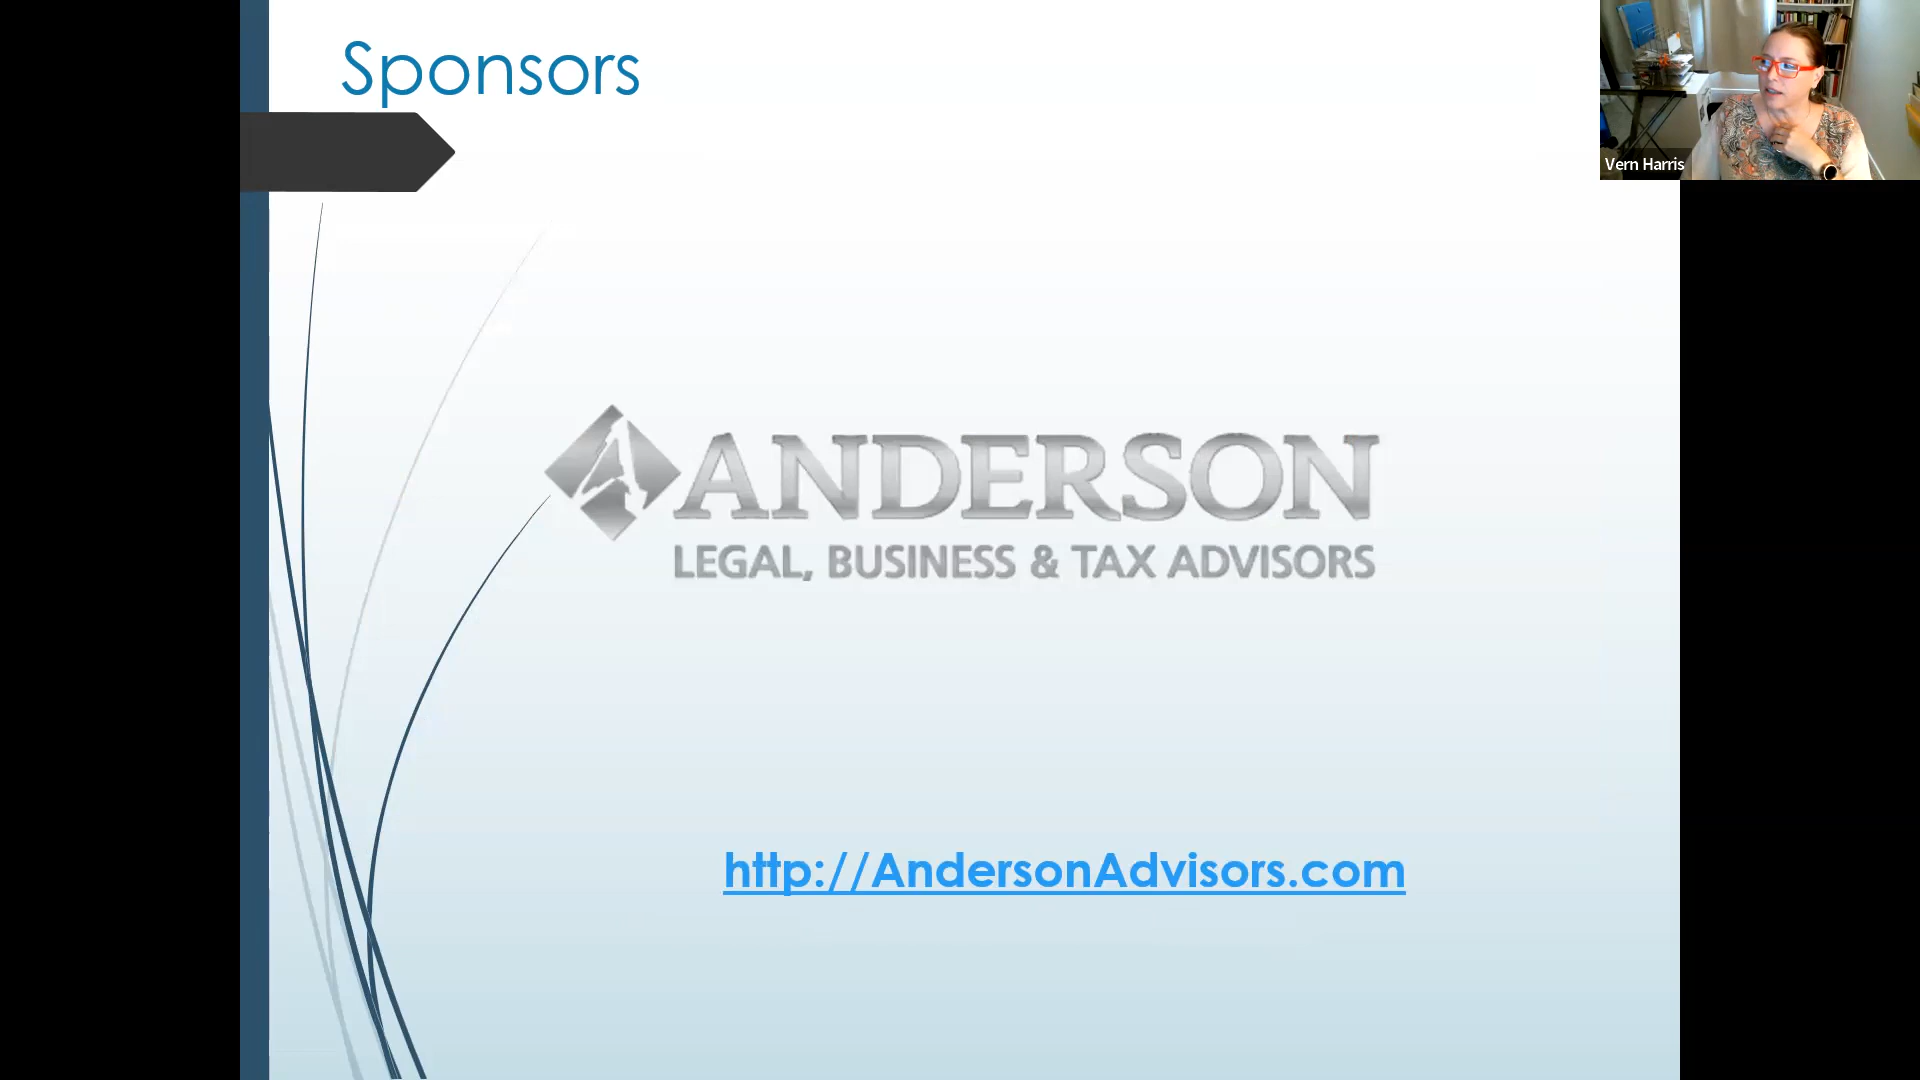 Sponsors
Vern Harris
ANDERSON
LEGAL, BUSINESS & TAX ADVISORS
http://AndersonAdvisors.com